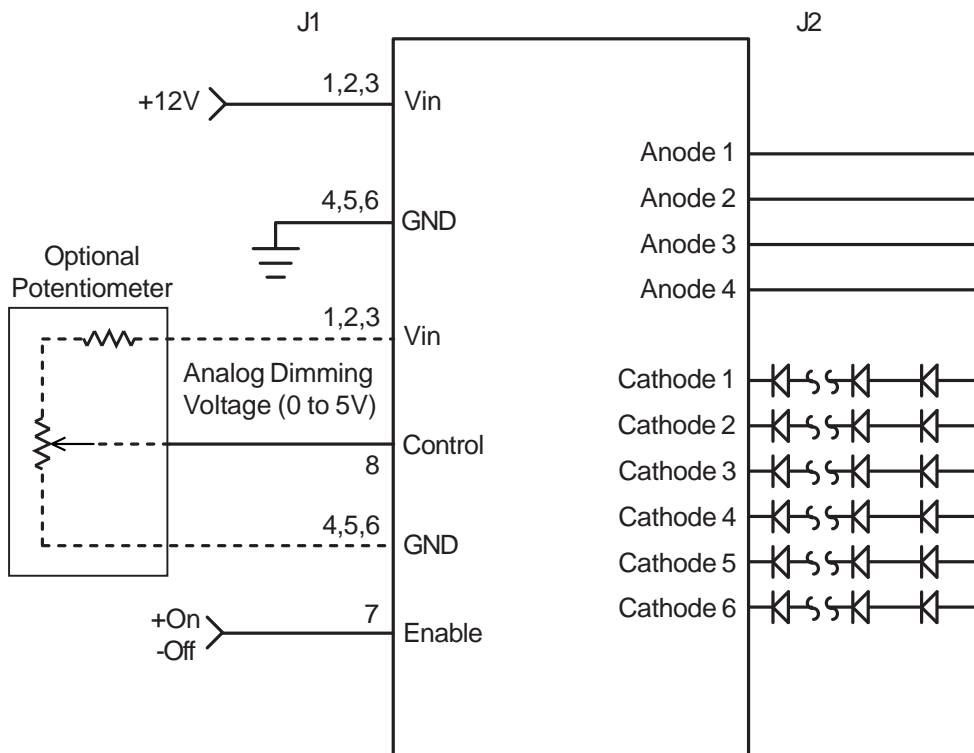 J1
J2
1,2,3
+12V
Vin
Anode 1
4,5,6
GND
Anode 2
Optional
Potentiometer
Anode 3
Anode 4
1,2,3
Vin
Analog Dimming
Voltage (0 to 5V)
Cathode 1
Cathode 2
Control
8
Cathode 3
Cathode 4
4,5,6
GND
Cathode 5
Cathode 6
+On
-Off
7
Enable